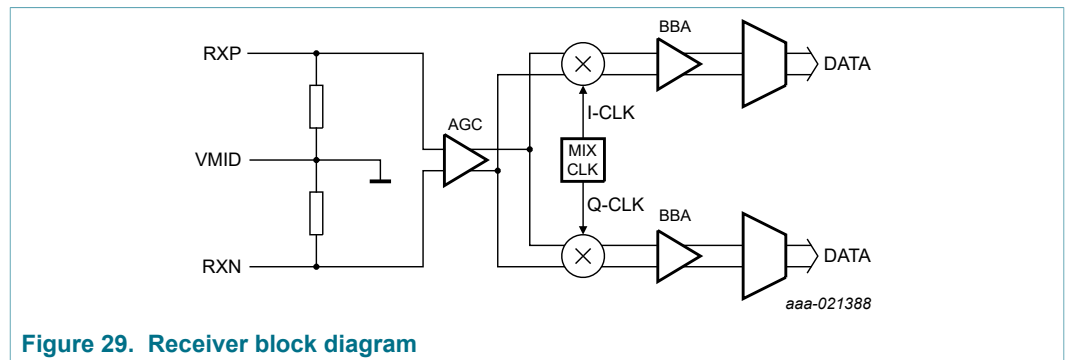 RXP
VMID
RXN
AGC
BBA
DATA
I-CLK
MIX
CLK
Q-CLK
BBA
DATA
aaa-021388
Figure 29. Receiver block diagram